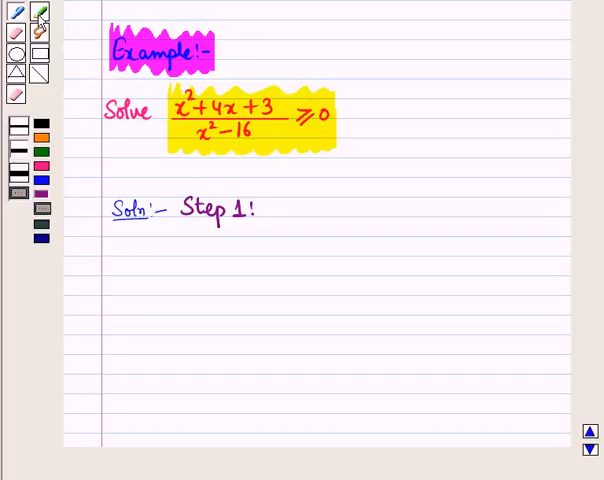 Example:-
Solve x²+4x+3 / x²-16 ≥ 0
Soln:- Step 1: